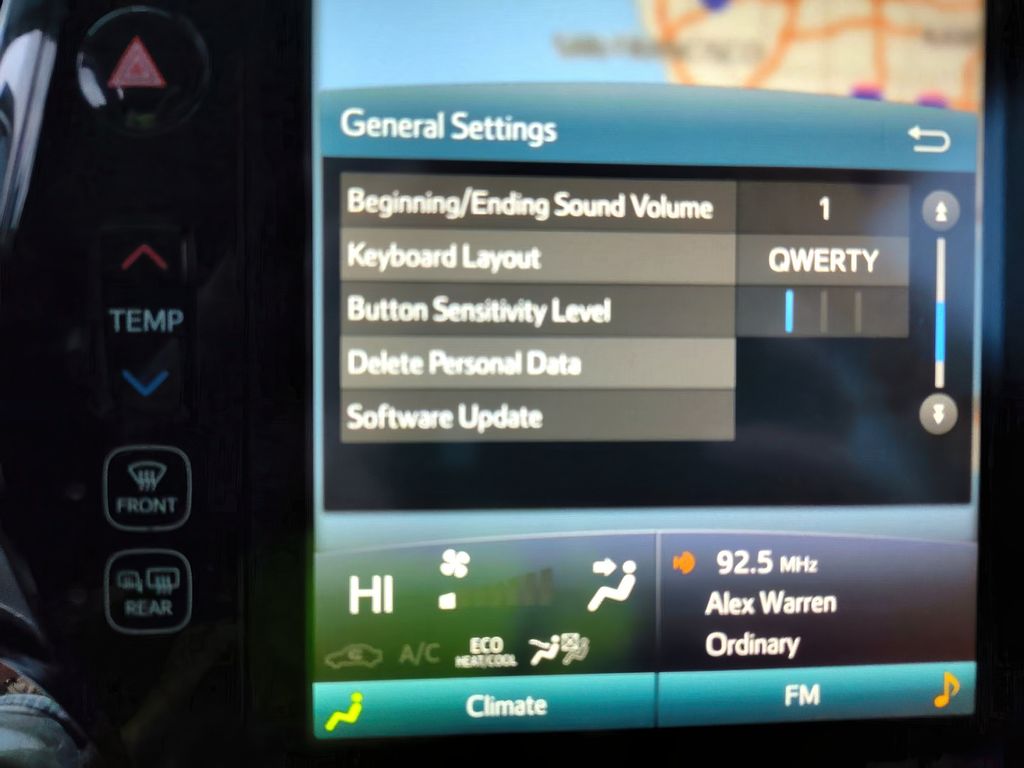 General Settings
Beginning/Ending Sound Volume 1
Keyboard Layout QWERTY
Button Sensitivity Level
Delete Personal Data
Software Update
TEMP
FRONT
REAR
HI
A/C
ECO
HEAT/COOL
92.5 MHz
Alex Warren
Ordinary
Climate
FM